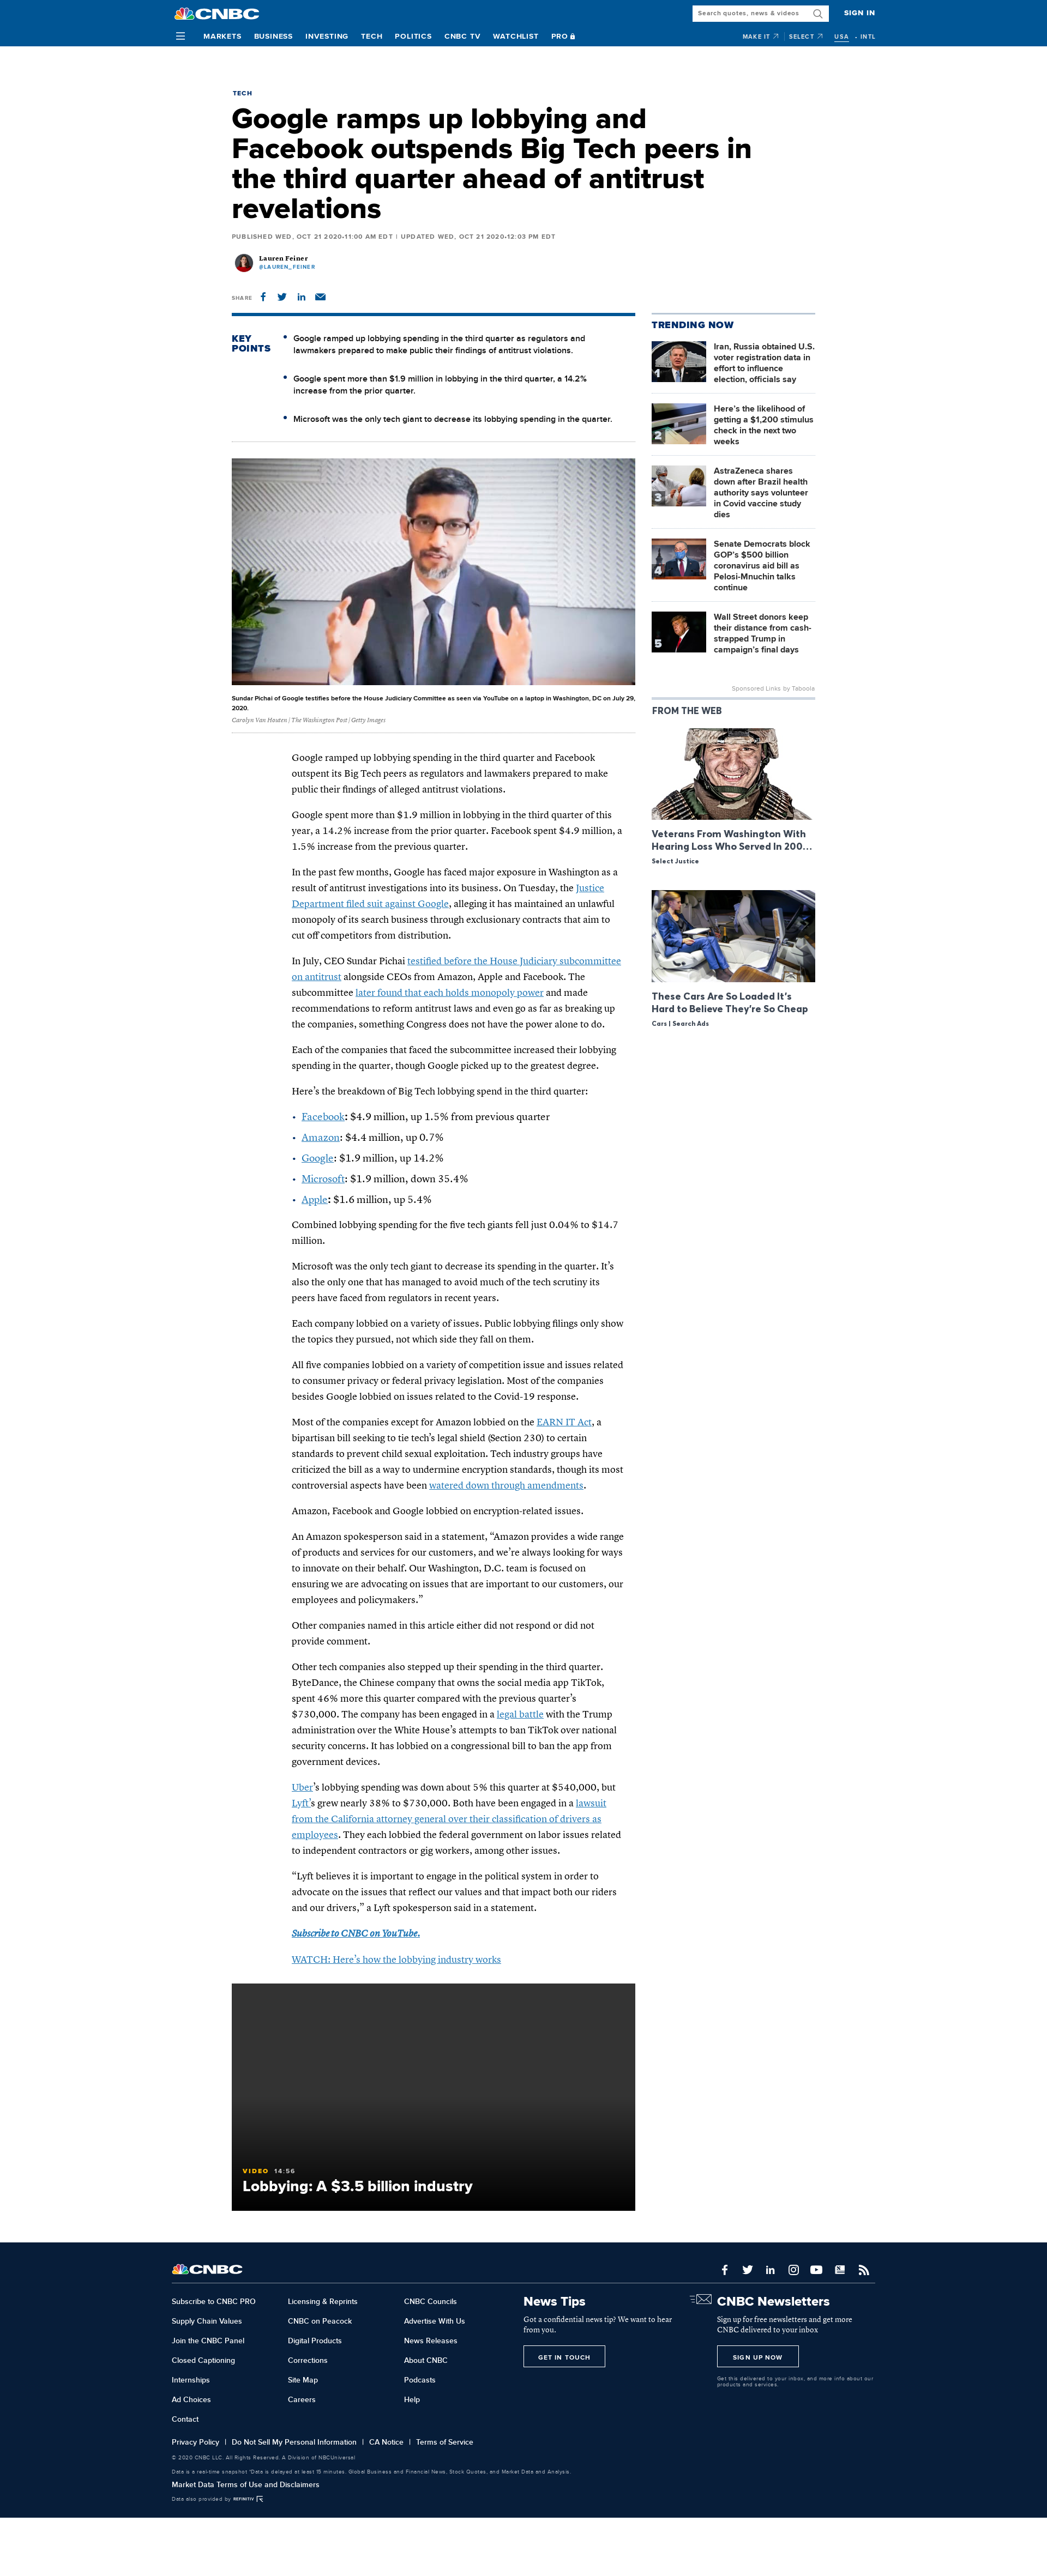 CNBC
Search quotes, news & videos
SIGN IN
MARKETS BUSINESS INVESTING TECH POLITICS CNBC TV WATCHLIST PRO
MAKE IT SELECT USA • INTL
TECH
Google ramps up lobbying and
Facebook outspends Big Tech peers in
the third quarter ahead of antitrust
revelations
PUBLISHED WED, OCT 21 2020•11:00 AM EDT | UPDATED WED, OCT 21 2020•12:03 PM EDT
Lauren Feiner
@LAUREN_FEINER
SHARE
KEY
POINTS
Google ramped up lobbying spending in the third quarter as regulators and
lawmakers prepared to make public their findings of antitrust violations.
Google spent more than $1.9 million in lobbying in the third quarter, a 14.2%
increase from the prior quarter.
Microsoft was the only tech giant to decrease its lobbying spending in the quarter.
Sundar Pichai of Google testifies before the House Judiciary Committee as seen via YouTube on a laptop in Washington, DC on July 29,
2020.
Carolyn Van Houten | The Washington Post | Getty Images
Google ramped up lobbying spending in the third quarter and Facebook
outspent its Big Tech peers as regulators and lawmakers prepared to make
public their findings of alleged antitrust violations.
Google spent more than $1.9 million in lobbying in the third quarter of this
year, a 14.2% increase from the prior quarter. Facebook spent $4.9 million, a
1.5% increase from the previous quarter.
In the past few months, Google has faced major exposure in Washington as a
result of antitrust investigations into its business. On Tuesday, the Justice
Department filed suit against Google, alleging it has maintained an unlawful
monopoly of its search business through exclusionary contracts that aim to
cut off competitors from distribution.
In July, CEO Sundar Pichai testified before the House Judiciary subcommittee
on antitrust alongside CEOs from Amazon, Apple and Facebook. The
subcommittee later found that each holds monopoly power and made
recommendations to reform antitrust laws and even go as far as breaking up
the companies, something Congress does not have the power alone to do.
Each of the companies that faced the subcommittee increased their lobbying
spending in the quarter, though Google picked up to the greatest degree.
Here’s the breakdown of Big Tech lobbying spend in the third quarter:
• Facebook: $4.9 million, up 1.5% from previous quarter
• Amazon: $4.4 million, up 0.7%
• Google: $1.9 million, up 14.2%
• Microsoft: $1.9 million, down 35.4%
• Apple: $1.6 million, up 5.4%
Combined lobbying spending for the five tech giants fell just 0.04% to $14.7
million.
Microsoft was the only tech giant to decrease its spending in the quarter. It’s
also the only one that has managed to avoid much of the tech scrutiny its
peers have faced from regulators in recent years.
Each company lobbied on a variety of issues. Public lobbying filings only show
the topics they pursued, not which side they fall on them.
All five companies lobbied on a variety of competition issue and issues related
to consumer privacy or federal privacy legislation. Most of the companies
besides Google lobbied on issues related to the Covid-19 response.
Most of the companies except for Amazon lobbied on the EARN IT Act, a
bipartisan bill seeking to tie tech’s legal shield (Section 230) to certain
standards to prevent child sexual exploitation. Tech industry groups have
criticized the bill as a way to undermine encryption standards, though its most
controversial aspects have been watered down through amendments.
Amazon, Facebook and Google lobbied on encryption-related issues.
An Amazon spokesperson said in a statement, “Amazon provides a wide range
of products and services for our customers, and we’re always looking for ways
to innovate on their behalf. Our Washington, D.C. team is focused on
ensuring we are advocating on issues that are important to our customers, our
employees and policymakers.”
Other companies named in this article either did not respond or did not
provide comment.
Other tech companies also stepped up their spending in the third quarter.
ByteDance, the Chinese company that owns the social media app TikTok,
spent 46% more this quarter compared with the previous quarter’s
$730,000. The company has been engaged in a legal battle with the Trump
administration over the White House’s attempts to ban TikTok over national
security concerns. It has lobbied on a congressional bill to ban the app from
government devices.
Uber’s lobbying spending was down about 5% this quarter at $540,000, but
Lyft’s grew nearly 38% to $730,000. Both have been engaged in a lawsuit
from the California attorney general over their classification of drivers as
employees. They each lobbied the federal government on labor issues related
to independent contractors or gig workers, among other issues.
“Lyft believes it is important to engage in the political system in order to
advocate on the issues that reflect our values and that impact both our riders
and our drivers,” a Lyft spokesperson said in a statement.
Subscribe to CNBC on YouTube.
WATCH: Here’s how the lobbying industry works
VIDEO 14:56
Lobbying: A $3.5 billion industry
TRENDING NOW
1
Iran, Russia obtained U.S.
voter registration data in
effort to influence
election, officials say
2
Here’s the likelihood of
getting a $1,200 stimulus
check in the next two
weeks
3
AstraZeneca shares
down after Brazil health
authority says volunteer
in Covid vaccine study
dies
4
Senate Democrats block
GOP’s $500 billion
coronavirus aid bill as
Pelosi-Mnuchin talks
continue
5
Wall Street donors keep
their distance from cash-
strapped Trump in
campaign’s final days
Sponsored Links by Taboola
FROM THE WEB
Veterans From Washington With
Hearing Loss Who Served In 200…
Select Justice
These Cars Are So Loaded It's
Hard to Believe They're So Cheap
Cars | Search Ads
CNBC
Subscribe to CNBC PRO
Supply Chain Values
Join the CNBC Panel
Closed Captioning
Internships
Ad Choices
Contact
Licensing & Reprints
CNBC on Peacock
Digital Products
Corrections
Site Map
Careers
CNBC Councils
Advertise With Us
News Releases
About CNBC
Podcasts
Help
News Tips
Got a confidential news tip? We want to hear
from you.
GET IN TOUCH
CNBC Newsletters
Sign up for free newsletters and get more
CNBC delivered to your inbox
SIGN UP NOW
Get this delivered to your inbox, and more info about our
products and services.
Privacy Policy | Do Not Sell My Personal Information | CA Notice | Terms of Service
© 2020 CNBC LLC. All Rights Reserved. A Division of NBCUniversal
Data is a real-time snapshot *Data is delayed at least 15 minutes. Global Business and Financial News, Stock Quotes, and Market Data and Analysis.
Market Data Terms of Use and Disclaimers
Data also provided by REFINITIV